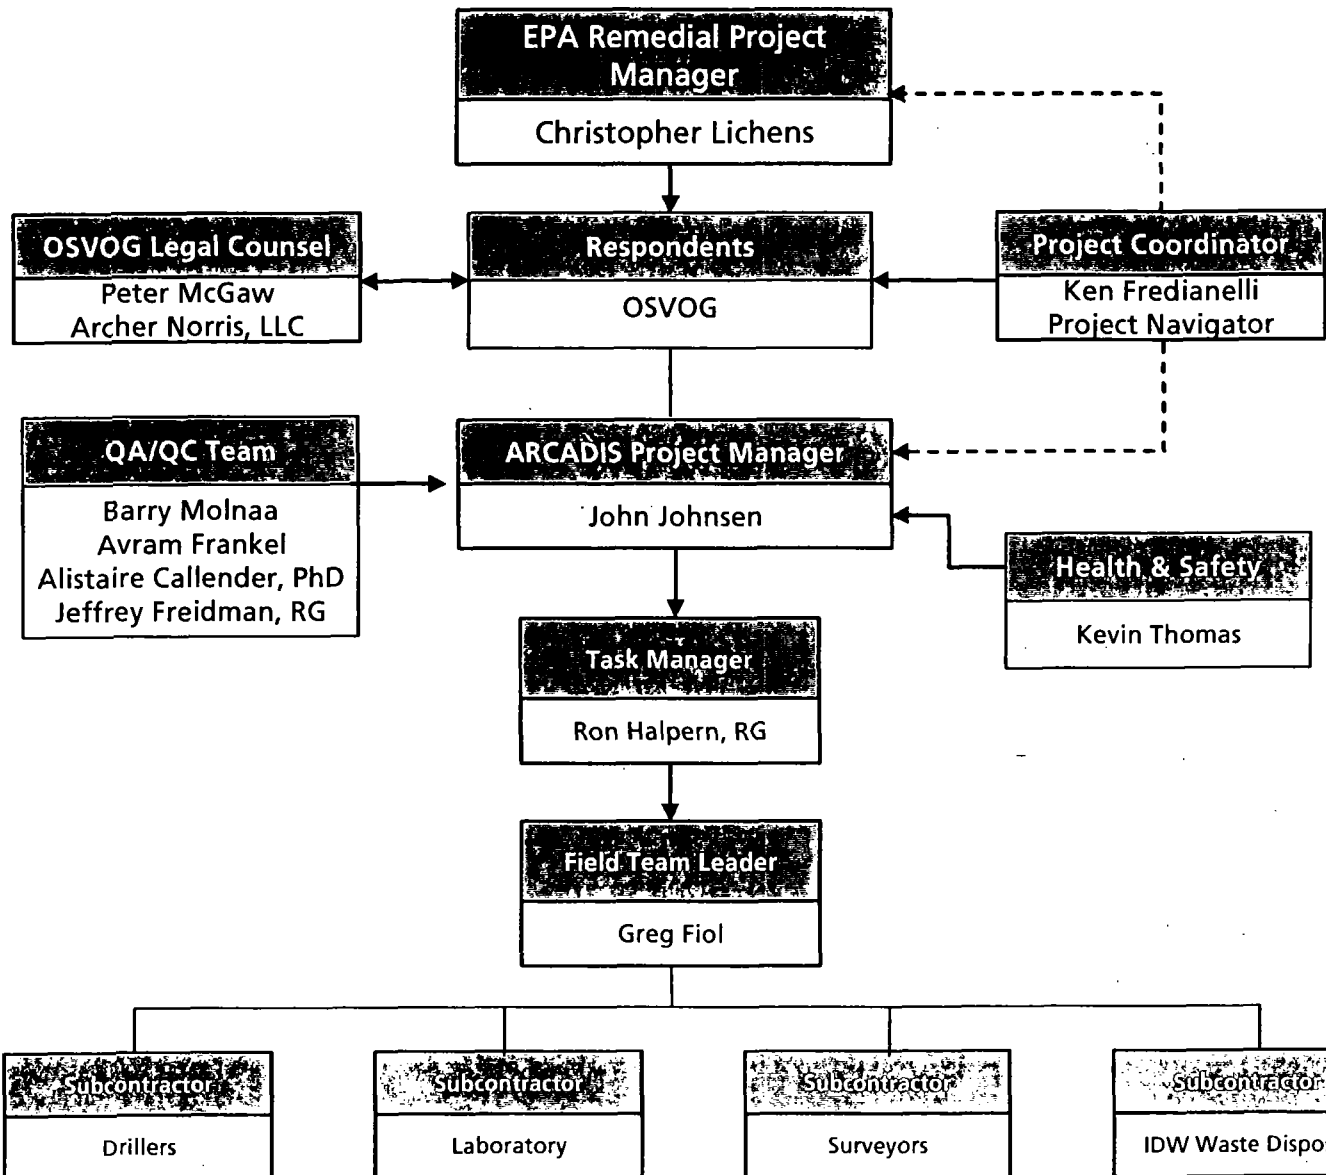 EPA Remedial Project
Manager
Christopher Lichens
OSVOG Legal Counsel
Peter McGaw
Archer Norris, LLC
Respondents
OSVOG
Project Coordinator
Ken Fredianelli
Project Navigator
QA/QC Team
Barry Molnaa
Avram Frankel
Alistaire Callender, PhD
Jeffrey Freidman, RG
ARCADIS Project Manager
John Johnsen
Health & Safety
Kevin Thomas
Task Manager
Ron Halpern, RG
Field Team Leader
Greg Fiol
Subcontractor
Drillers
Subcontractor
Laboratory
Subcontractor
Surveyors
Subcontractor
IDW Waste Dispo